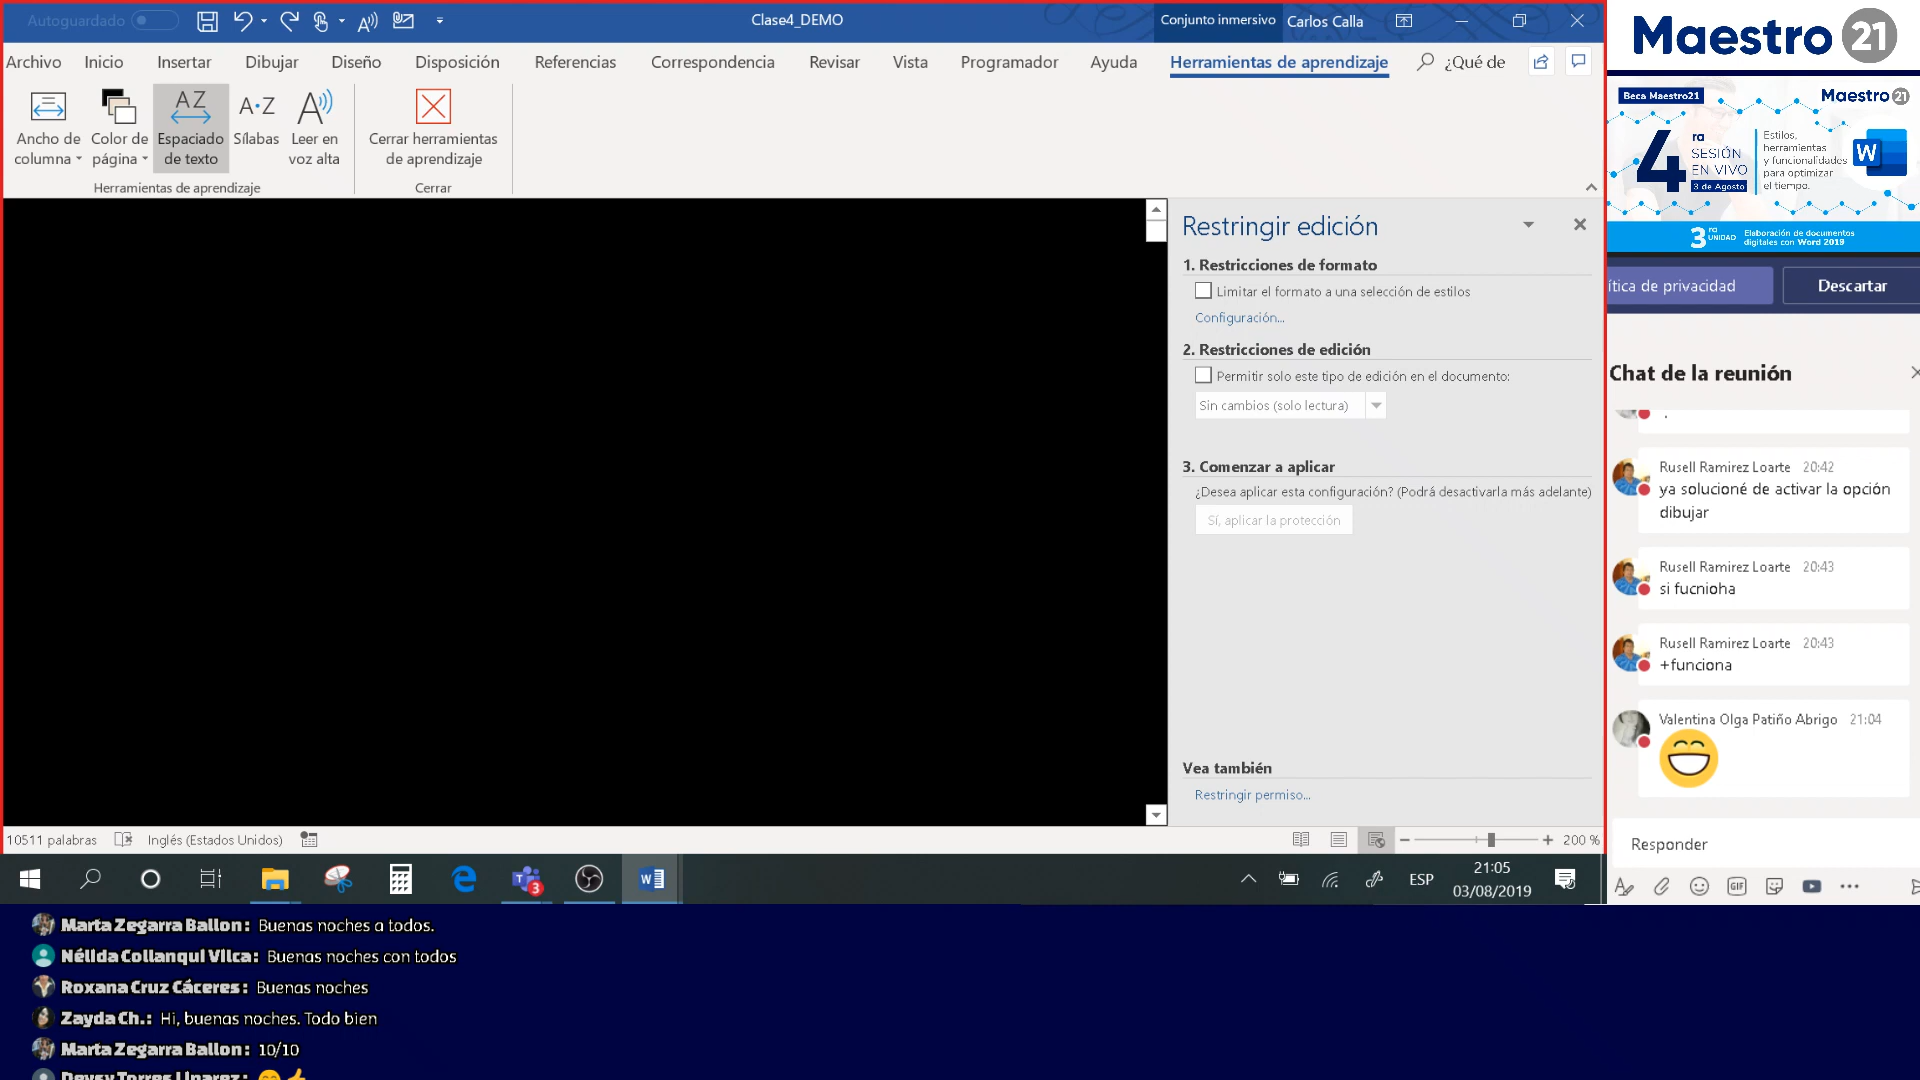 Autoguardado
Clase4_DEMO
Conjunto inmersivo
Carlos Calla
Archivo Inicio Insertar Dibujar Diseño Disposición Referencias Correspondencia Revisar Vista Programador Ayuda Herramientas de aprendizaje ¿Qué de
Ancho de columna
Color de página
AZ
Espaciado de texto
A·Z
Sílabas
Leer en voz alta
Cerrar herramientas de aprendizaje
Herramientas de aprendizaje
Cerrar
Restringir edición
1. Restricciones de formato
Limitar el formato a una selección de estilos
Configuración...
2. Restricciones de edición
Permitir solo este tipo de edición en el documento:
Sin cambios (solo lectura)
3. Comenzar a aplicar
¿Desea aplicar esta configuración? (Podrá desactivarla más adelante)
Sí, aplicar la protección
Vea también
Restringir permiso...
10511 palabras
Inglés (Estados Unidos)
200 %
3
ESP
21:05
03/08/2019
Maestro 21
Beca Maestro21
Maestro 21
4 ra
SESIÓN
EN VIVO
3 de Agosto
Estilos,
herramientas
y funcionalidades
para optimizar
el tiempo.
W
3 ra UNIDAD
Elaboración de documentos
digitales con Word 2019
ítica de privacidad
Descartar
Chat de la reunión
Rusell Ramirez Loarte 20:42
ya solucioné de activar la opción
dibujar
Rusell Ramirez Loarte 20:43
si fucnioha
Rusell Ramirez Loarte 20:43
+funciona
Valentina Olga Patiño Abrigo 21:04
Responder
GIF
Marta Zegarra Ballon: Buenas noches a todos.
Nélida Collanqui Vilca: Buenas noches con todos
Roxana Cruz Cáceres: Buenas noches
Zayda Ch.: Hi, buenas noches. Todo bien
Marta Zegarra Ballon: 10/10
Deysy Torres Linarez: